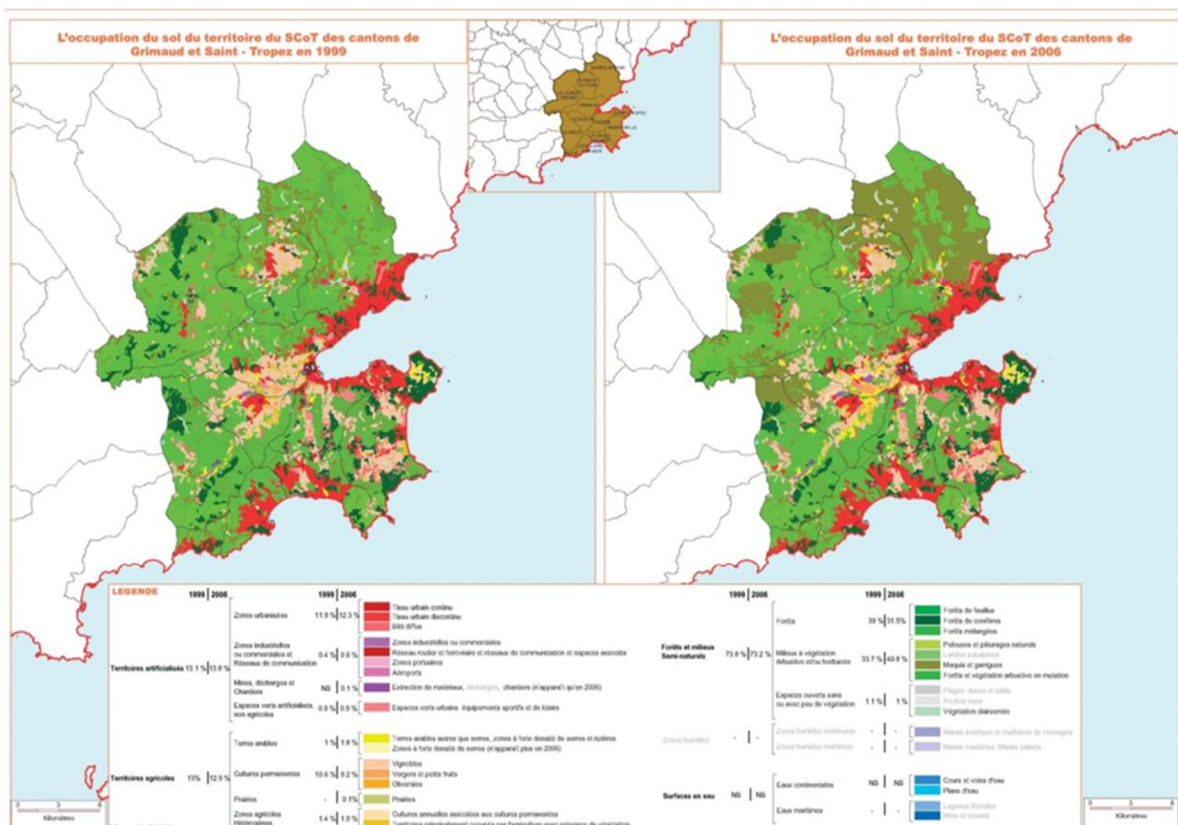 L'occupation du sol du territoire du SCoT des cantons de
Grimaud et Saint - Tropez en 1999
L'occupation du sol du territoire du SCoT des cantons de
Grimaud et Saint - Tropez en 2006
LEGENDE
1999 | 2006
1999 | 2006
Territoires artificialisés 13.1 % 13.8 %
Zones urbanisées 11.9 % 12.3 %
Tissu urbain continu
Tissu urbain discontinu
Bâti diffus
Zones industrielles
ou commerciales et
Réseaux de communication
0.4 % 0.6 %
Zones industrielles ou commerciales
Réseau routier et ferroviaire et réseaux de communication et espaces associés
Zones portuaires
Aéroports
Mines, décharges et
Chantiers
NS 0.1 %
Extraction de matériaux, décharges, chantiers (n'apparaît qu'en 2006)
Espaces verts artificialisés,
non agricoles
0.9 % 0.9 %
Espaces verts urbains, équipements sportifs et de loisirs
Territoires agricoles 13% 12.9 %
Terres arables 1 % 1.8 %
Terres arables autres que serres, zones à forte densité de serres et rizières
Zones à forte densité de serres (n'apparaît plus en 2006)
Cultures permanentes 10.6 % 9.2 %
Vignobles
Vergers et petits fruits
Oliveraies
Prairies - 0.1%
Prairies
Zones agricoles
1.4 % 1.9 %
Cultures annuelles associées aux cultures permanentes
1999 | 2006
1999 | 2006
Forêts et milieux
Semi-naturels
73.8 % 73.2 %
Forêts 39 % 31.5%
Forêts de feuillus
Forêts de conifères
Forêts mélangées
Milieux à végétation
Arbustive et/ou herbacée
33.7 % 40.8 %
Pelouses et pâturages naturels
Landes subalpines
Maquis et garrigues
Forêts et végétation arbustive en mutation
Espaces ouverts sans
ou avec peu de végétation
1.1 % 1 %
Plages, dunes et sable
Roches nues
Végétation clairsemée
Zones humides - -
Zones humides intérieures - -
Marais intérieurs et tourbières de montagne
Zones humides maritimes - -
Marais maritimes, Marais salants
Surfaces en eau NS NS
Eaux continentales NS NS
Cours et voies d'eau
Plans d'eau
Eaux maritimes - -
Lagunes littorales
Mers et océans
0 3 6
Kilomètres
0 3 6
Kilomètres